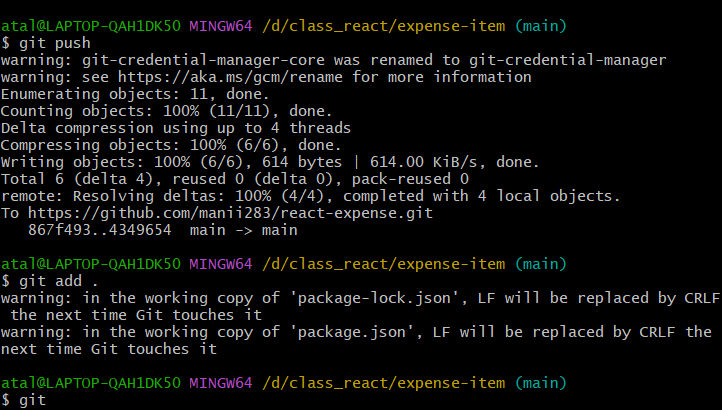 atal@LAPTOP-QAH1DK50 MINGW64 /d/class_react/expense-item (main)
$ git push
warning: git-credential-manager-core was renamed to git-credential-manager
warning: see https://aka.ms/gcm/rename for more information
Enumerating objects: 11, done.
Counting objects: 100% (11/11), done.
Delta compression using up to 4 threads
Compressing objects: 100% (6/6), done.
Writing objects: 100% (6/6), 614 bytes | 614.00 KiB/s, done.
Total 6 (delta 4), reused 0 (delta 0), pack-reused 0
remote: Resolving deltas: 100% (4/4), completed with 4 local objects.
To https://github.com/manii283/react-expense.git
   867f493..4349654  main -> main
atal@LAPTOP-QAH1DK50 MINGW64 /d/class_react/expense-item (main)
$ git add .
warning: in the working copy of 'package-lock.json', LF will be replaced by CRLF
 the next time Git touches it
warning: in the working copy of 'package.json', LF will be replaced by CRLF the
next time Git touches it
atal@LAPTOP-QAH1DK50 MINGW64 /d/class_react/expense-item (main)
$ git